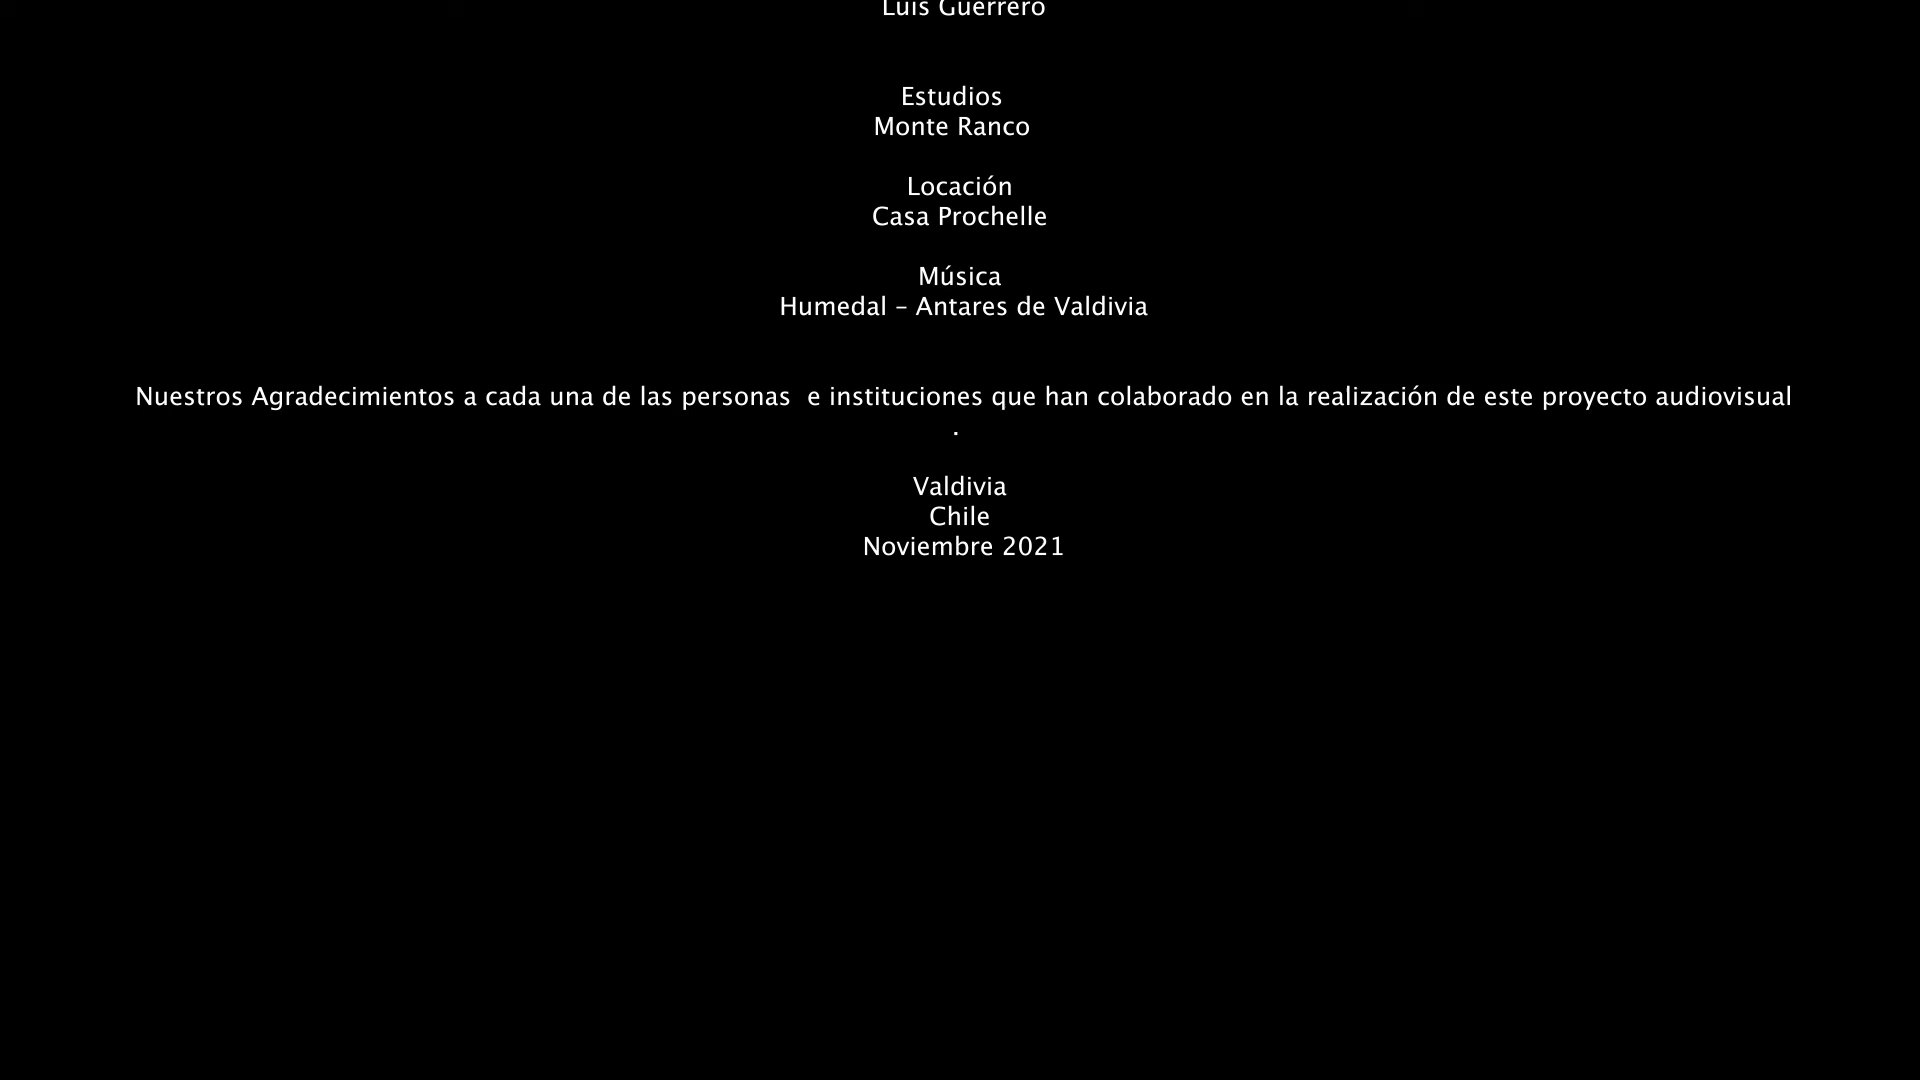 Luis Guerrero
Estudios
Monte Ranco
Locación
Casa Prochelle
Música
Humedal – Antares de Valdivia
Nuestros Agradecimientos a cada una de las personas  e instituciones que han colaborado en la realización de este proyecto audiovisual
.
Valdivia
Chile
Noviembre 2021